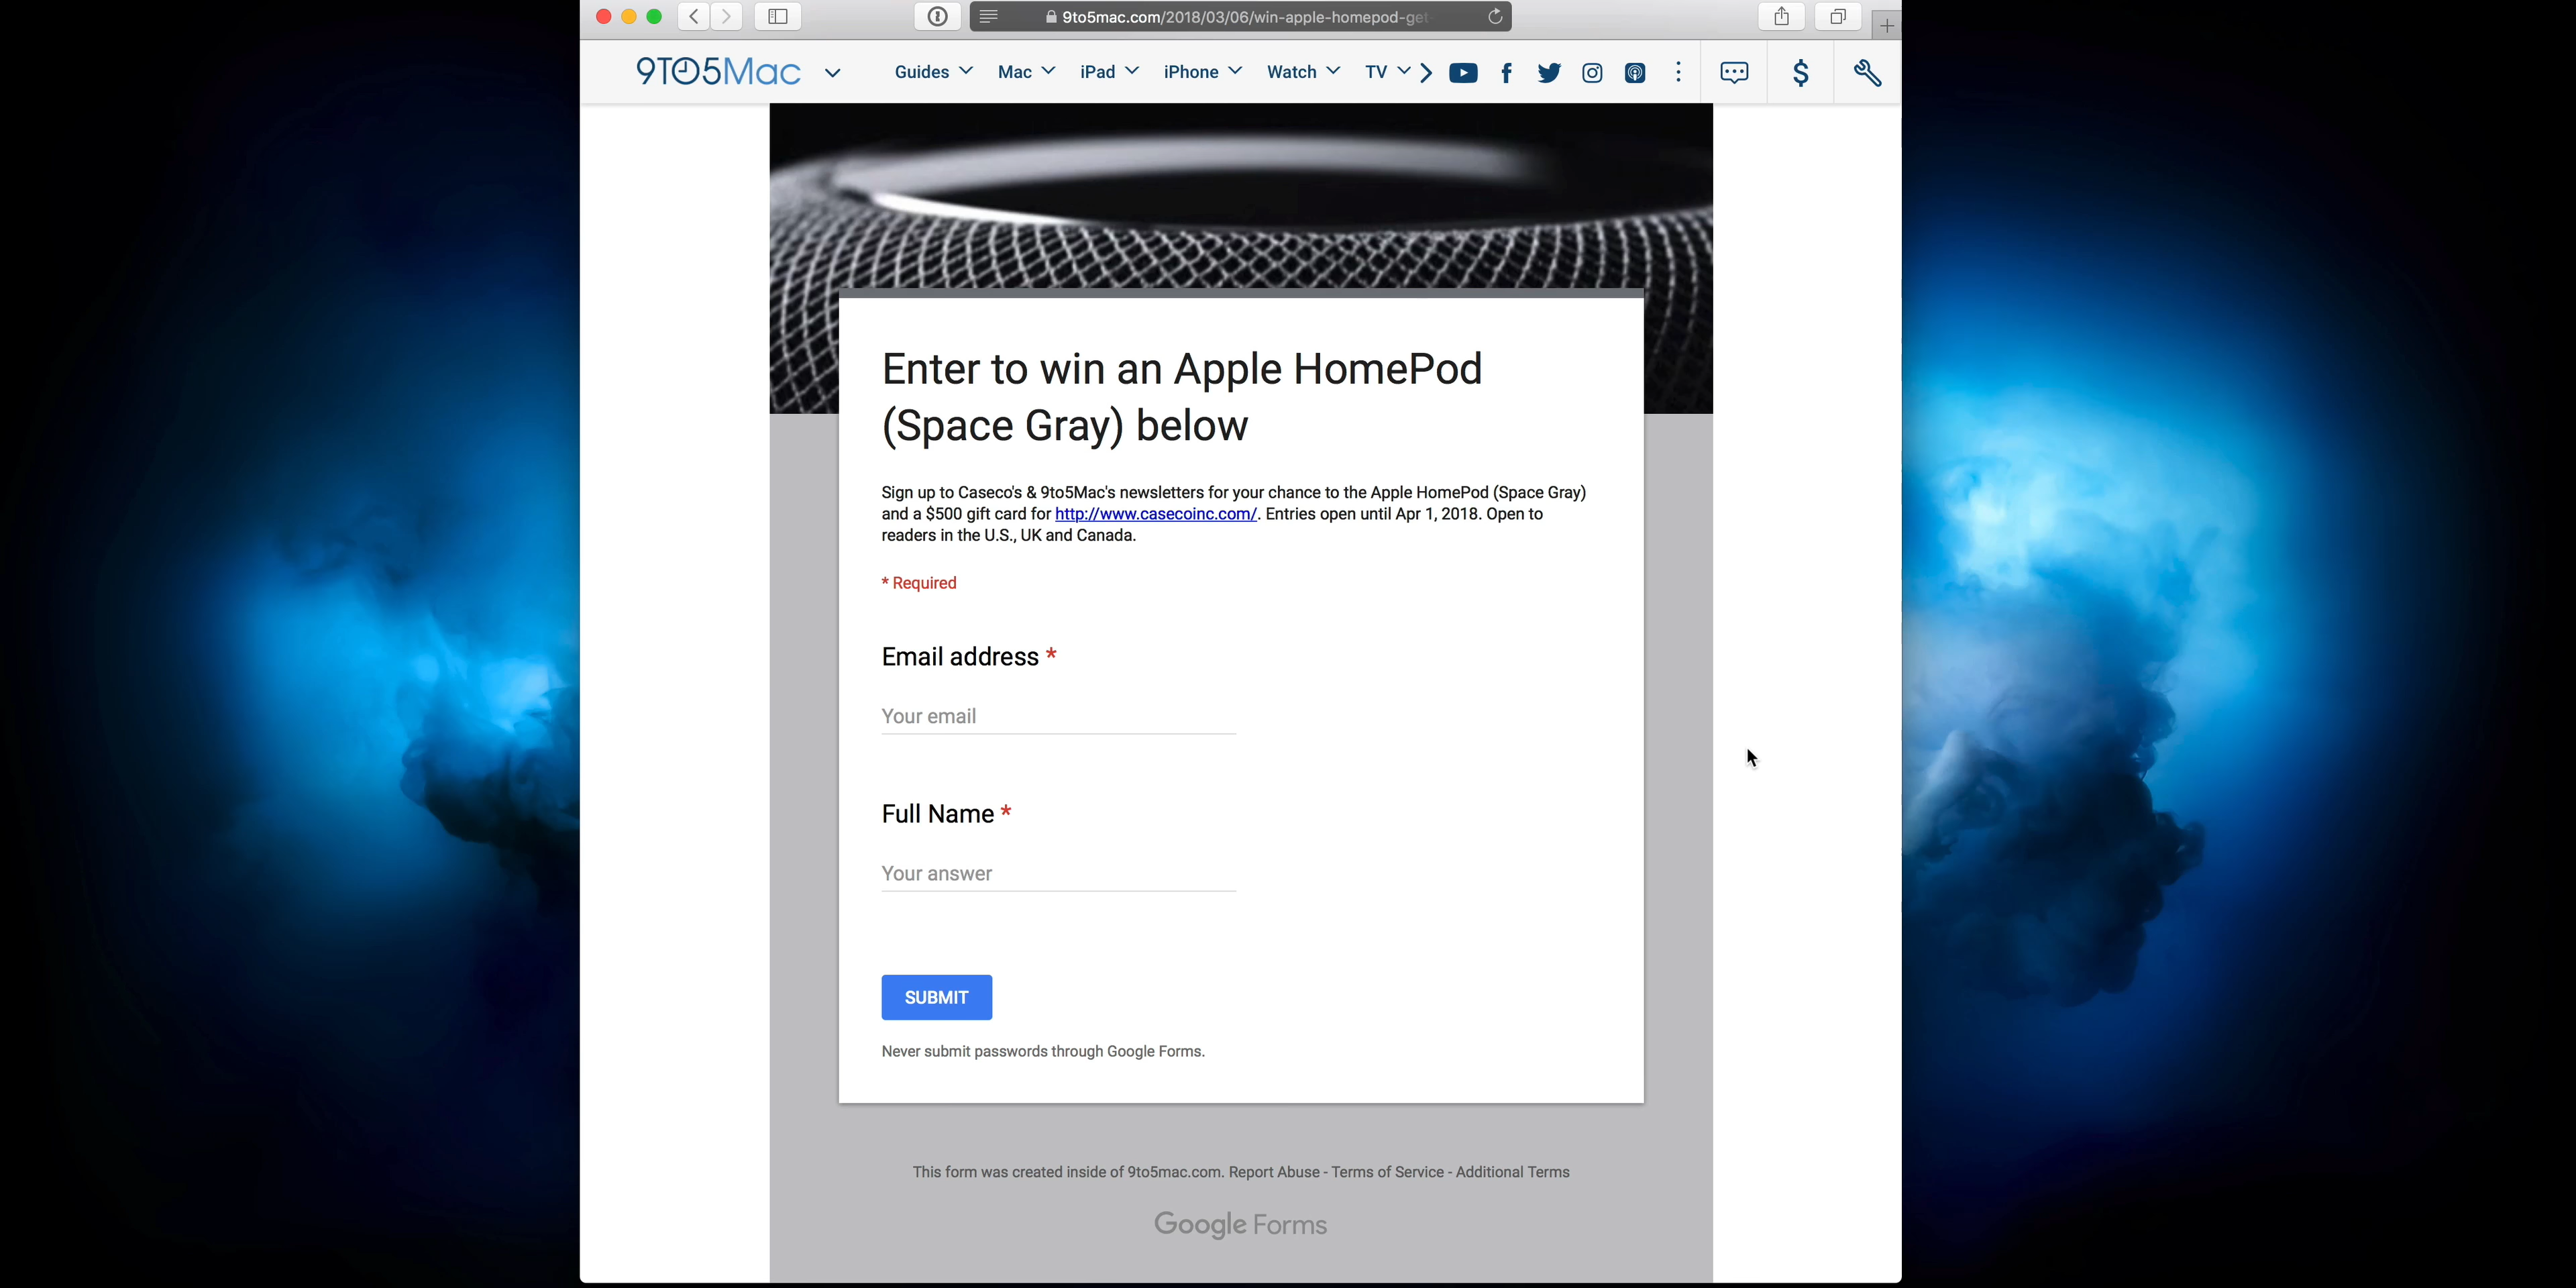 9to5mac.com/2018/03/06/win-apple-homepod-get
9TO5Mac
Guides Mac iPad iPhone Watch TV
Enter to win an Apple HomePod
(Space Gray) below
Sign up to Caseco's & 9to5Mac's newsletters for your chance to the Apple HomePod (Space Gray)
and a $500 gift card for http://www.casecoinc.com/. Entries open until Apr 1, 2018. Open to
readers in the U.S., UK and Canada.
* Required
Email address *
Your email
Full Name *
Your answer
SUBMIT
Never submit passwords through Google Forms.
This form was created inside of 9to5mac.com. Report Abuse - Terms of Service - Additional Terms
Google Forms